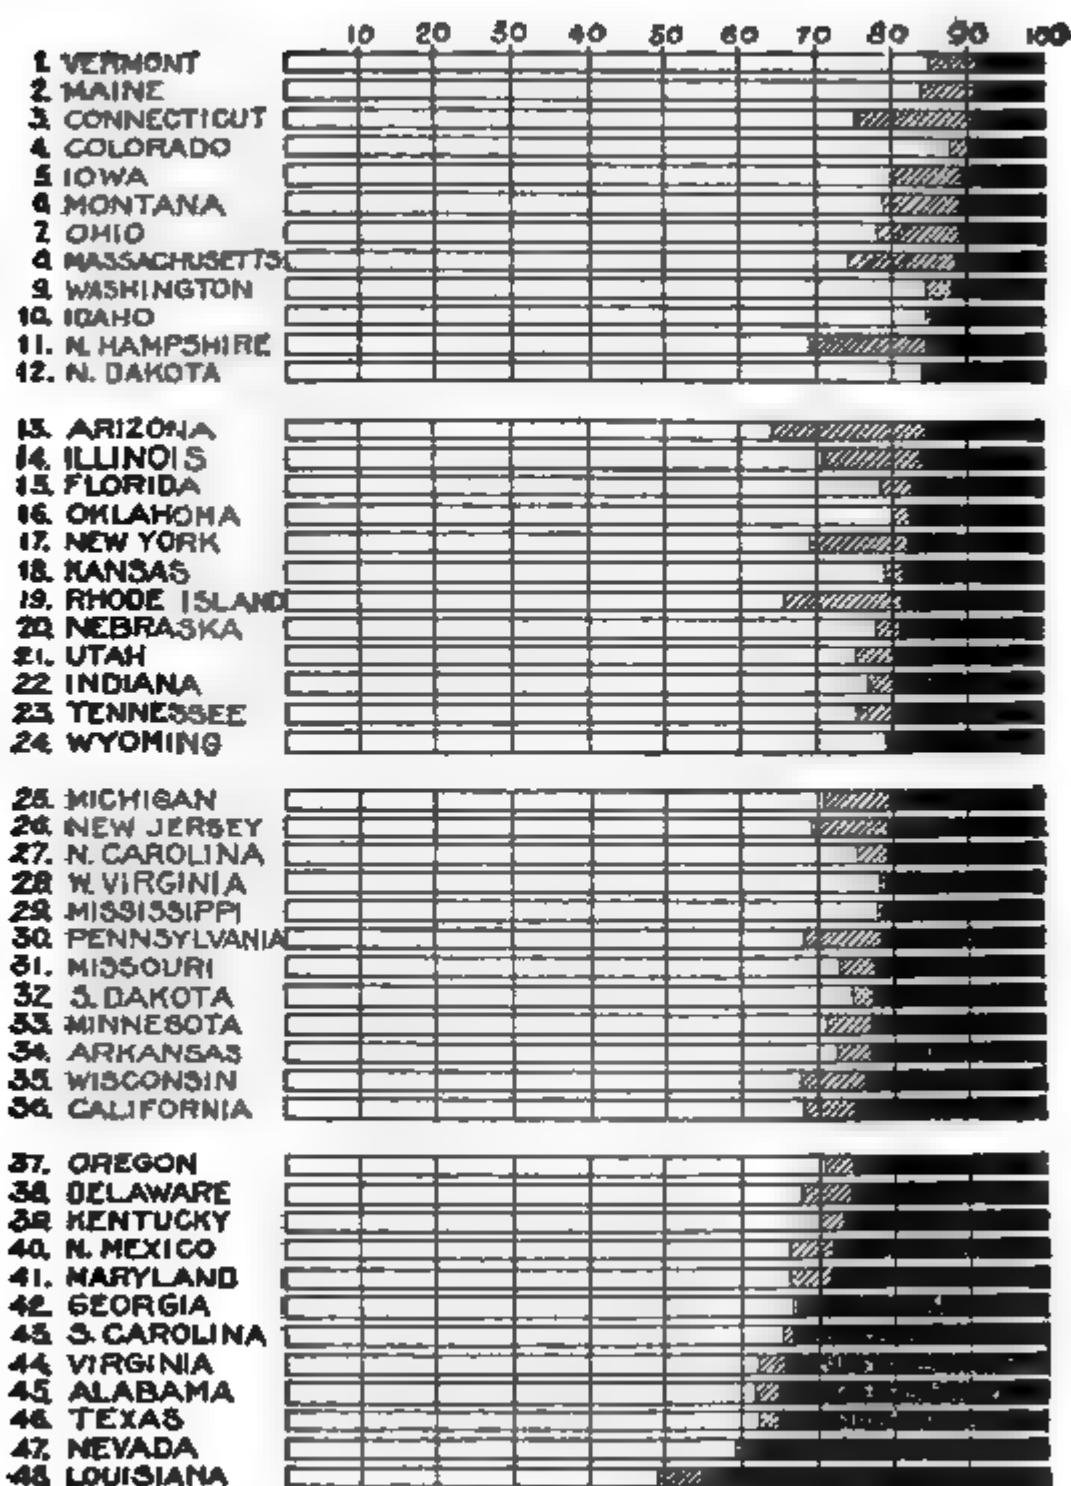 10 20 30 40 50 60 70 80 90 100
1. VERMONT
2. MAINE
3. CONNECTICUT
4. COLORADO
5. IOWA
6. MONTANA
7. OHIO
8. MASSACHUSETTS
9. WASHINGTON
10. IDAHO
11. N. HAMPSHIRE
12. N. DAKOTA
13. ARIZONA
14. ILLINOIS
15. FLORIDA
16. OKLAHOMA
17. NEW YORK
18. KANSAS
19. RHODE ISLAND
20. NEBRASKA
21. UTAH
22 INDIANA
23. TENNESSEE
24. WYOMING
25. MICHIGAN
26. NEW JERSEY
27. N. CAROLINA
28 W. VIRGINIA
29. MISSISSIPPI
30. PENNSYLVANIA
31. MISSOURI
32 S. DAKOTA
33. MINNESOTA
34. ARKANSAS
35. WISCONSIN
36. CALIFORNIA
37. OREGON
38. DELAWARE
39. KENTUCKY
40. N. MEXICO
41. MARYLAND
42. GEORGIA
43. S. CAROLINA
44. VIRGINIA
45. ALABAMA
46. TEXAS
47. NEVADA
48. LOUISIANA